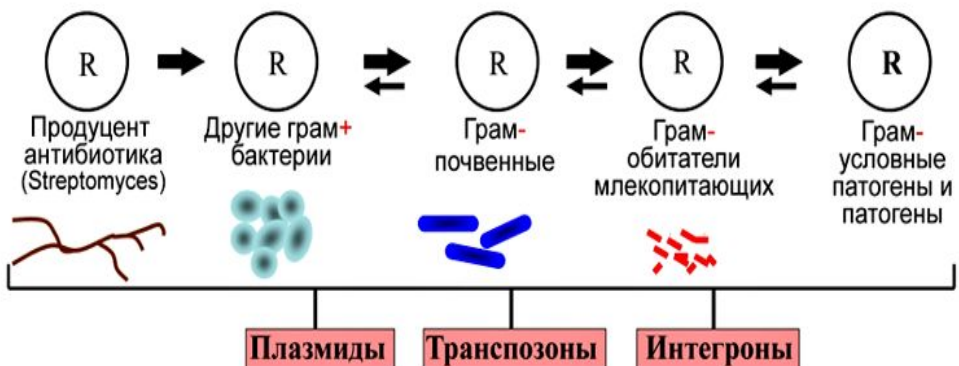 R R R R R
Продуцент
антибиотика
(Streptomyces)
Другие грам+
бактерии
Грам-
почвенные
Грам-
обитатели
млекопитающих
Грам-
условные
патогены и
патогены
Плазмиды Транспозоны Интегроны